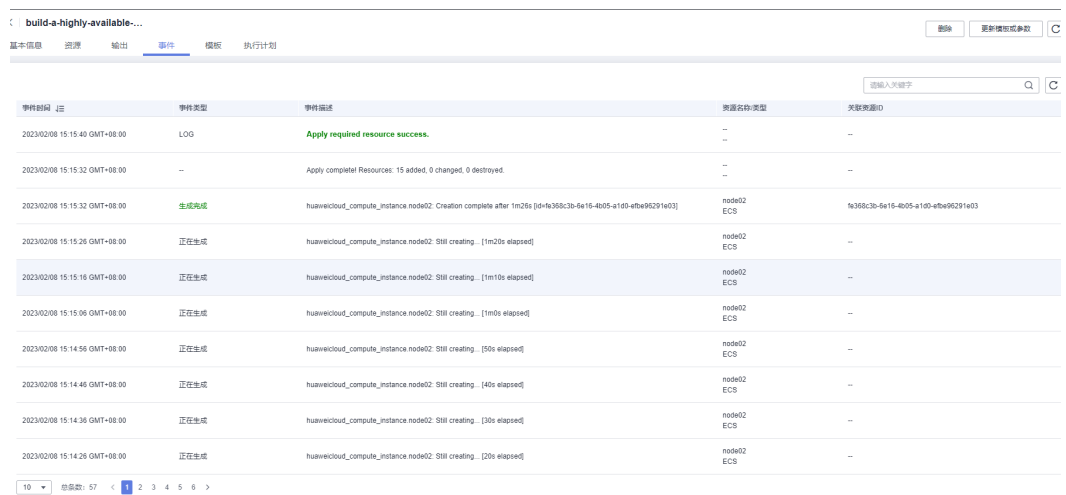 build-a-highly-available-...
删除 更新模板或参数
基本信息 资源 输出 事件 模板 执行计划
请输入关键字
事件时间 事件类型 事件描述 资源名称/类型 关联资源ID
2023/02/08 15:15:40 GMT+08:00 LOG Apply required resource success. -- --
--
2023/02/08 15:15:32 GMT+08:00 -- Apply complete! Resources: 15 added, 0 changed, 0 destroyed. -- --
--
2023/02/08 15:15:32 GMT+08:00 生成完成 huaweicloud_compute_instance.node02: Creation complete after 1m26s [id=fe368c3b-6e16-4b05-a1d0-efbe96291e03] node02 fe368c3b-6e16-4b05-a1d0-efbe96291e03
ECS
2023/02/08 15:15:26 GMT+08:00 正在生成 huaweicloud_compute_instance.node02: Still creating... [1m20s elapsed] node02 --
ECS
2023/02/08 15:15:16 GMT+08:00 正在生成 huaweicloud_compute_instance.node02: Still creating... [1m10s elapsed] node02 --
ECS
2023/02/08 15:15:06 GMT+08:00 正在生成 huaweicloud_compute_instance.node02: Still creating... [1m0s elapsed] node02 --
ECS
2023/02/08 15:14:56 GMT+08:00 正在生成 huaweicloud_compute_instance.node02: Still creating... [50s elapsed] node02 --
ECS
2023/02/08 15:14:46 GMT+08:00 正在生成 huaweicloud_compute_instance.node02: Still creating... [40s elapsed] node02 --
ECS
2023/02/08 15:14:36 GMT+08:00 正在生成 huaweicloud_compute_instance.node02: Still creating... [30s elapsed] node02 --
ECS
2023/02/08 15:14:26 GMT+08:00 正在生成 huaweicloud_compute_instance.node02: Still creating... [20s elapsed] node02 --
ECS
10 总条数: 57 < 1 2 3 4 5 6 >